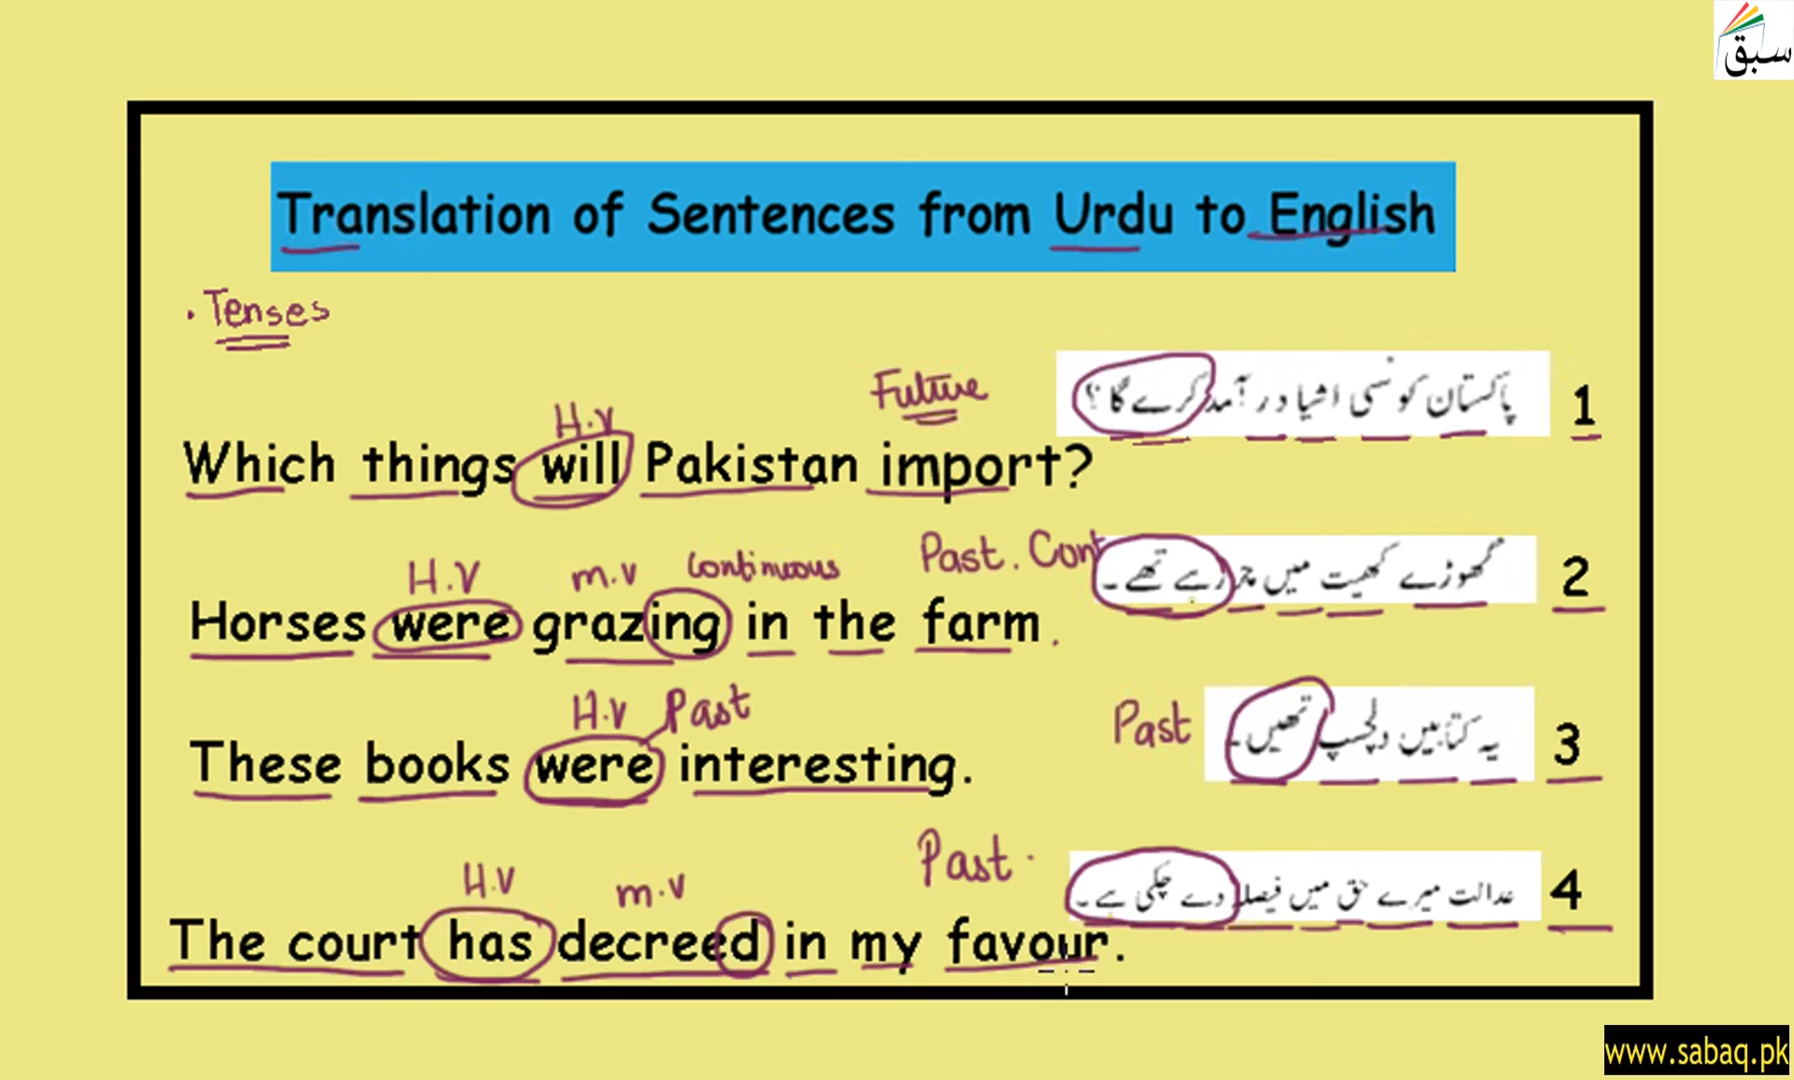 سبق
Translation of Sentences from Urdu to English
. Tenses
Future
پاکستان کونسی اشیا در آمد کرے گا ؟
1
H.V
Which things will Pakistan import?
Past. Cont
گھوڑے کھیت میں چر رہے تھے ۔
2
H.V m.v Continuous
Horses were grazing in the farm.
H.V Past
Past
یہ کتابیں دلچسپ تھیں ۔
3
These books were interesting.
Past.
عدالت میرے حق میں فیصلہ دے چکی ہے ۔
4
H.V m.v
The court has decreed in my favour.
www.sabaq.pk